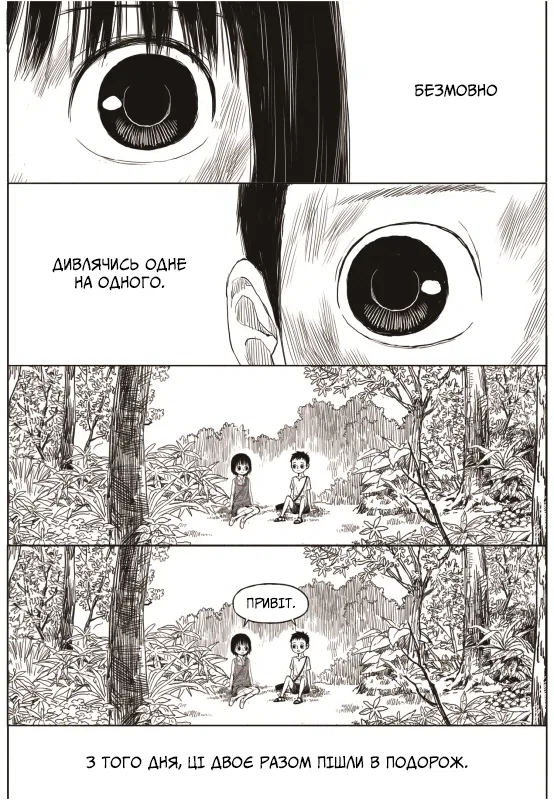 БЕЗМОВНО
ДИВЛЯЧИСЬ ОДНЕ
НА ОДНОГО.
ПРИВІТ.
З ТОГО ДНЯ, ЦІ ДВОЄ РАЗОМ ПІШЛИ В ПОДОРОЖ.